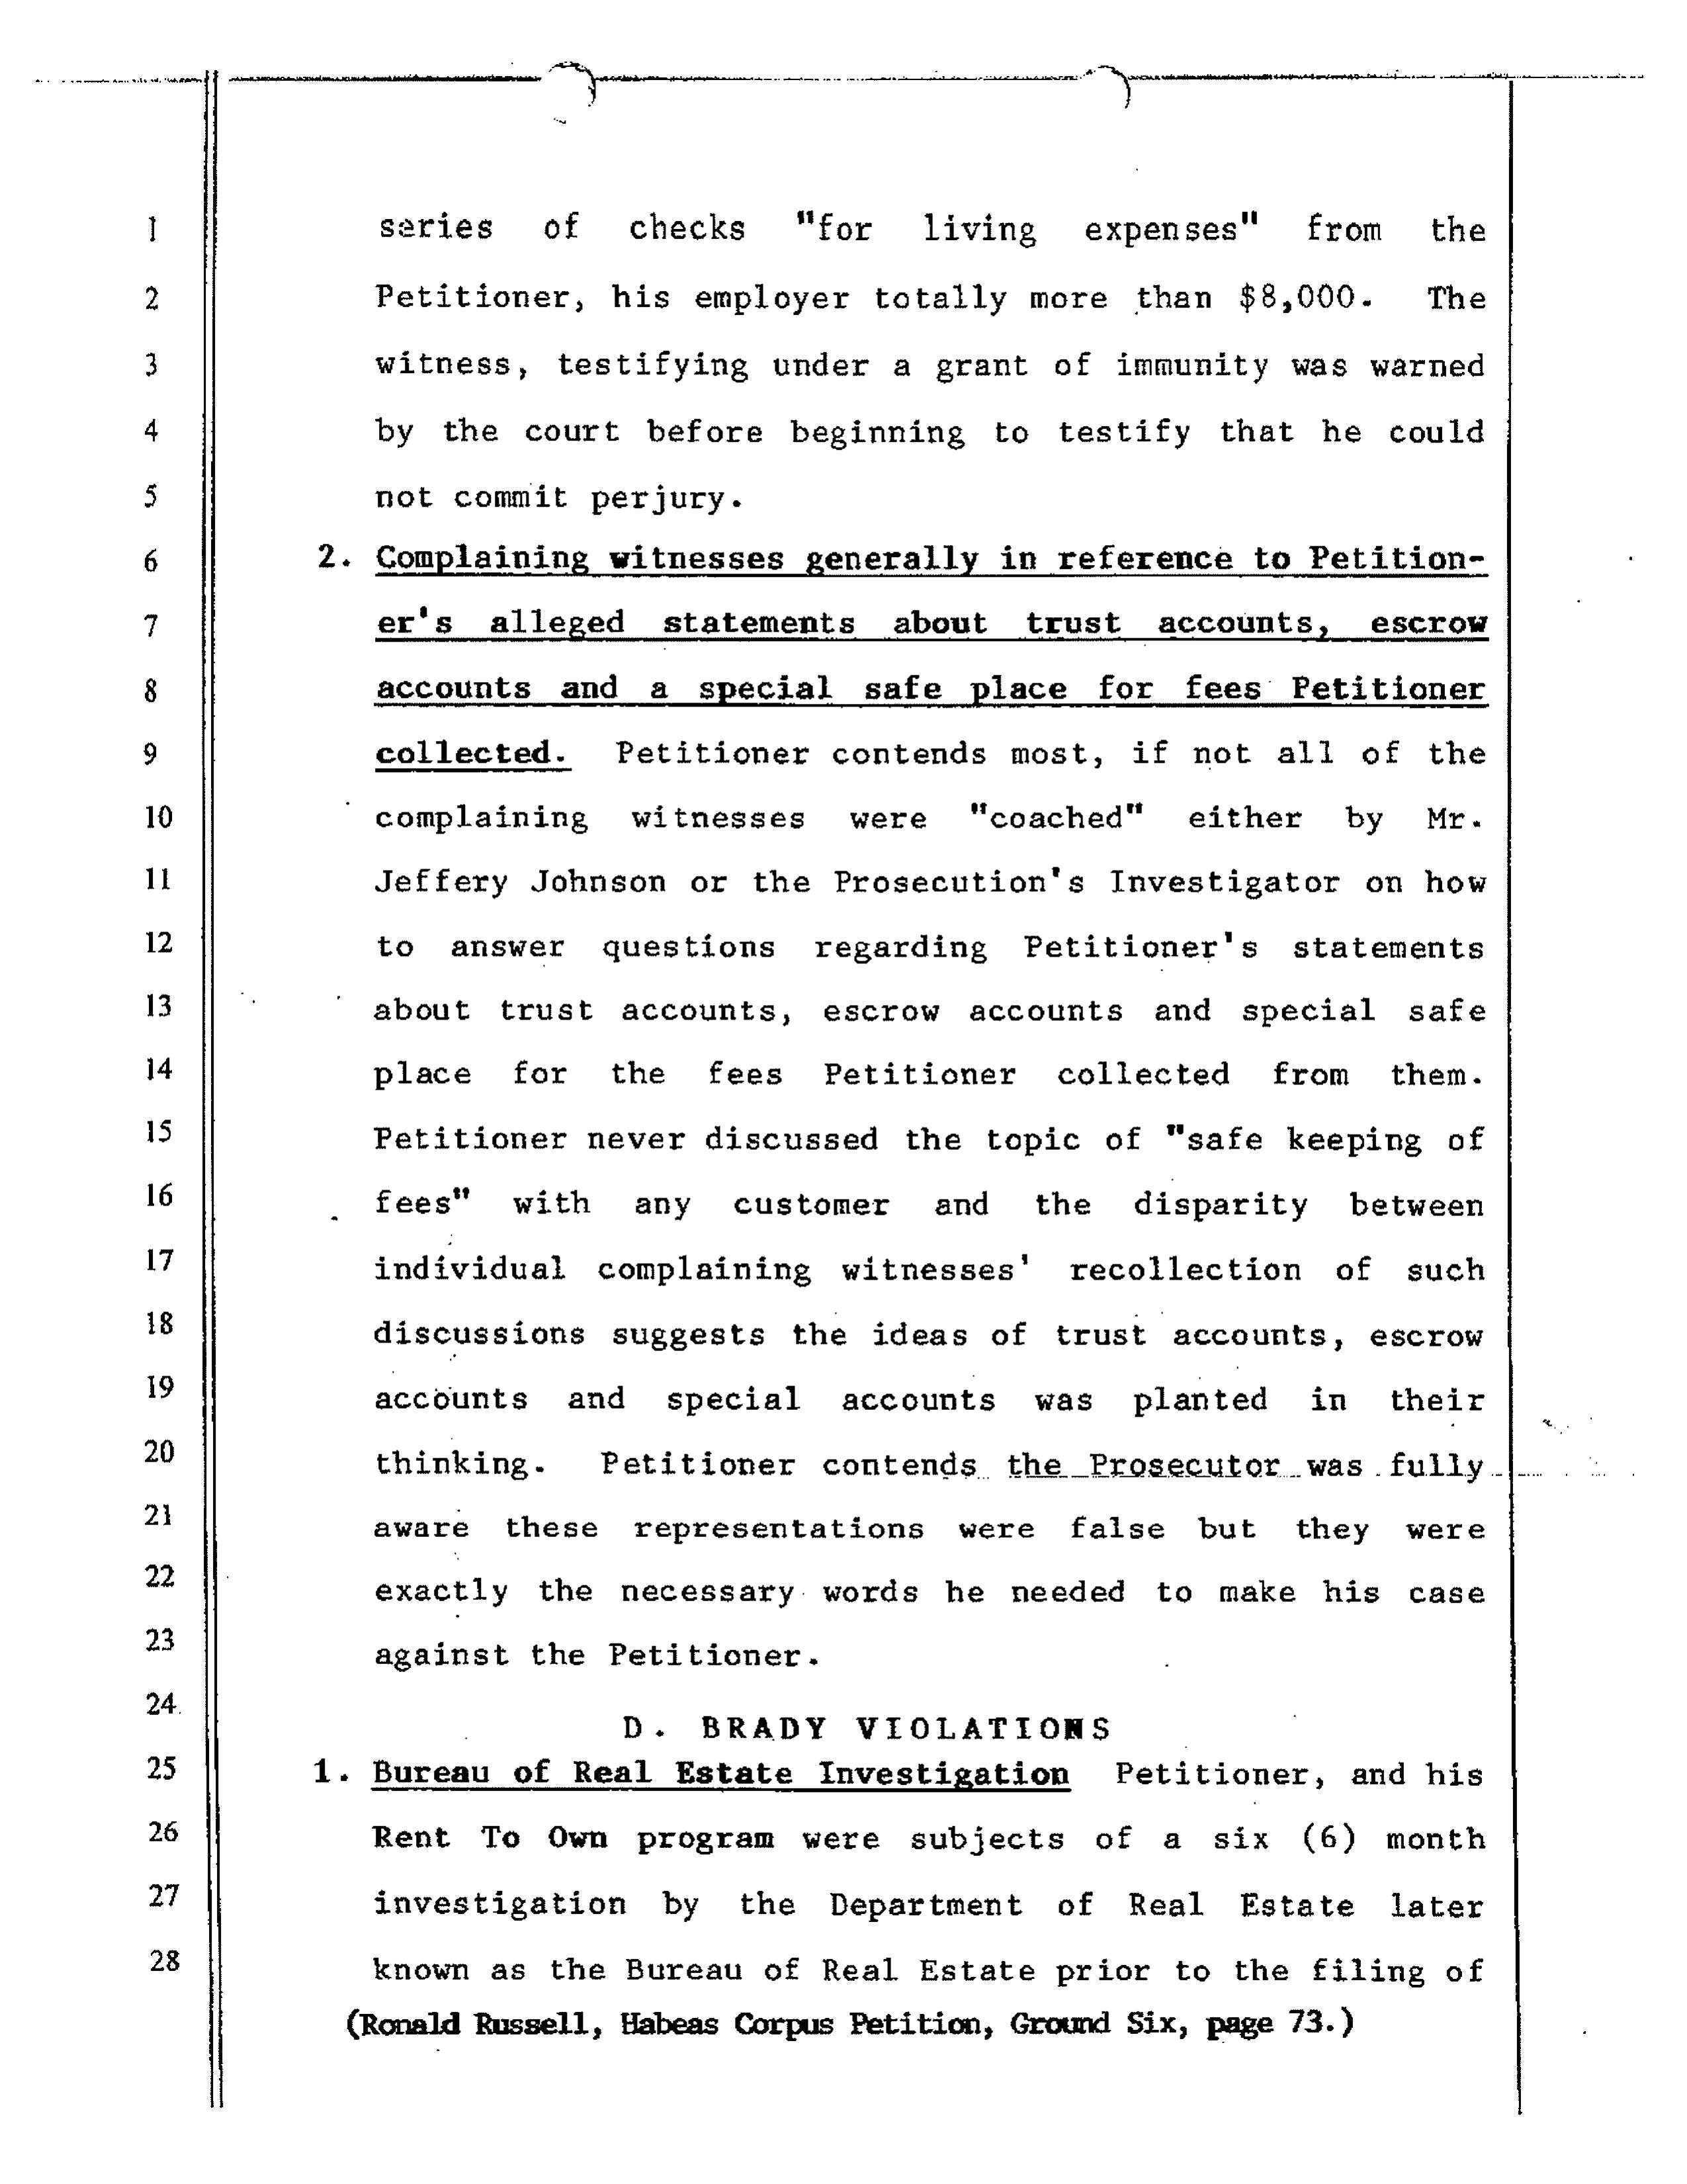 1 series of checks "for living expenses" from the
2 Petitioner, his employer totally more than $8,000. The
3 witness, testifying under a grant of immunity was warned
4 by the court before beginning to testify that he could
5 not commit perjury.
6 2. Complaining witnesses generally in reference to Petition-
7 er's alleged statements about trust accounts, escrow
8 accounts and a special safe place for fees Petitioner
9 collected. Petitioner contends most, if not all of the
10 complaining witnesses were "coached" either by Mr.
11 Jeffery Johnson or the Prosecution's Investigator on how
12 to answer questions regarding Petitioner's statements
13 about trust accounts, escrow accounts and special safe
14 place for the fees Petitioner collected from them.
15 Petitioner never discussed the topic of "safe keeping of
16 fees" with any customer and the disparity between
17 individual complaining witnesses' recollection of such
18 discussions suggests the ideas of trust accounts, escrow
19 accounts and special accounts was planted in their
20 thinking. Petitioner contends the Prosecutor was fully
21 aware these representations were false but they were
22 exactly the necessary words he needed to make his case
23 against the Petitioner.
24 D. BRADY VIOLATIONS
25 1. Bureau of Real Estate Investigation Petitioner, and his
26 Rent To Own program were subjects of a six (6) month
27 investigation by the Department of Real Estate later
28 known as the Bureau of Real Estate prior to the filing of
(Ronald Russell, Habeas Corpus Petition, Ground Six, page 73.)